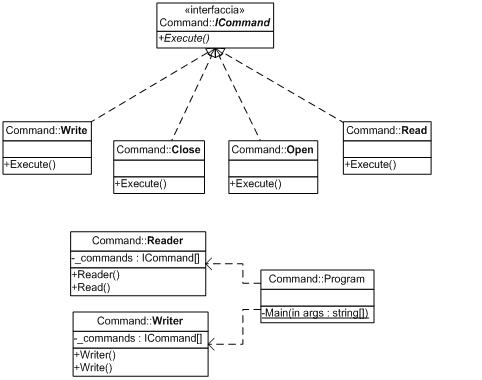 «interfaccia»
Command::ICommand
+Execute()
Command::Write
+Execute()
Command::Close
+Execute()
Command::Open
+Execute()
Command::Read
+Execute()
Command::Reader
-_commands : ICommand[]
+Reader()
+Read()
Command::Program
-Main(in args : string[])
Command::Writer
-_commands : ICommand[]
+Writer()
+Write()